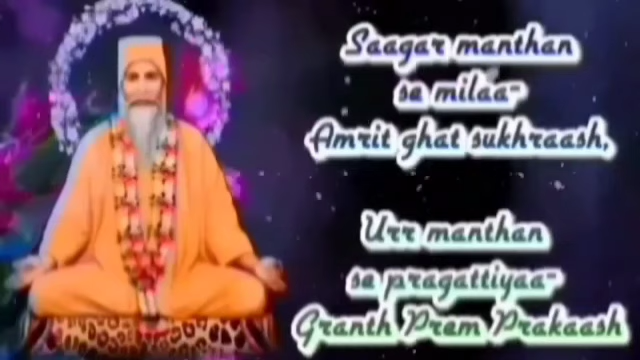 Saagar manthan
se milaa-
Amrit ghat sukhraash,
Urr manthan
se pragattiyaa-
Granth Prem Prakaash